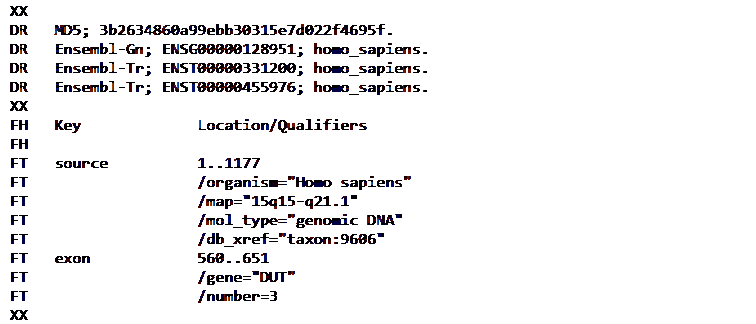 XX
DR   MD5; 3b2634860a99ebb30315e7d022f4695f.
DR   Ensembl-Gn; ENSG00000128951; homo_sapiens.
DR   Ensembl-Tr; ENST00000331200; homo_sapiens.
DR   Ensembl-Tr; ENST00000455976; homo_sapiens.
XX
FH   Key             Location/Qualifiers
FH
FT   source          1..1177
FT                   /organism="Homo sapiens"
FT                   /map="15q15-q21.1"
FT                   /mol_type="genomic DNA"
FT                   /db_xref="taxon:9606"
FT   exon            560..651
FT                   /gene="DUT"
FT                   /number=3
XX